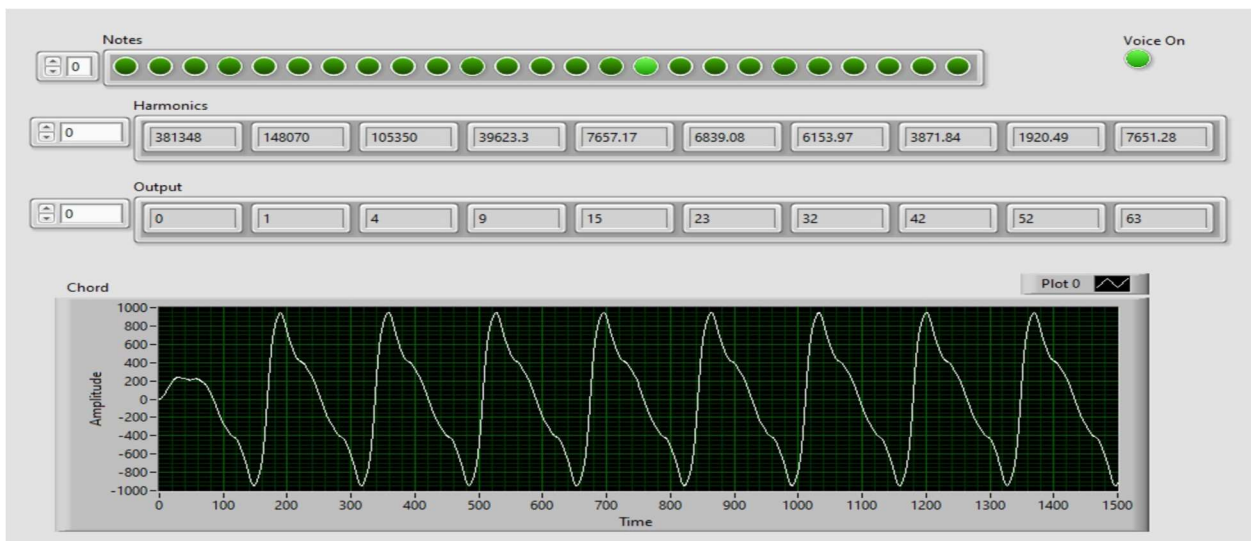 Notes
Voice On
0
Harmonics
0 381348 148070 105350 39623.3 7657.17 6839.08 6153.97 3871.84 1920.49 7651.28
Output
0 0 1 4 9 15 23 32 42 52 63
Chord
Plot 0
1000
800
600
400
200
0
-200
-400
-600
-800
-1000
Amplitude
0 100 200 300 400 500 600 700 800 900 1000 1100 1200 1300 1400 1500
Time